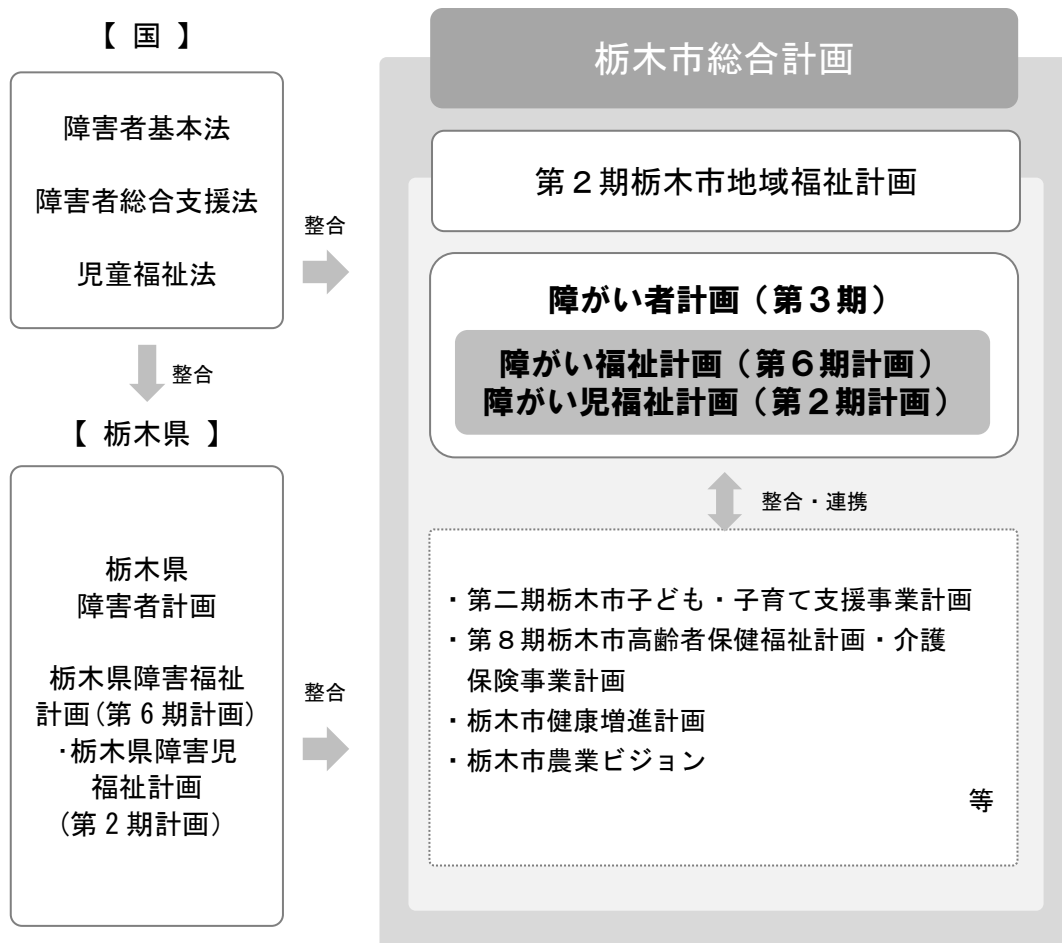 【 国 】
障害者基本法
障害者総合支援法
児童福祉法
整合
整合
【 栃木県 】
栃木県
障害者計画
栃木県障害福祉
計画(第6期計画)
・栃木県障害児
福祉計画
(第2期計画)
整合
栃木市総合計画
第2期栃木市地域福祉計画
障がい者計画（第3期）
障がい福祉計画（第6期計画）
障がい児福祉計画（第2期計画）
整合・連携
・第二期栃木市子ども・子育て支援事業計画
・第8期栃木市高齢者保健福祉計画・介護
保険事業計画
・栃木市健康増進計画
・栃木市農業ビジョン
等